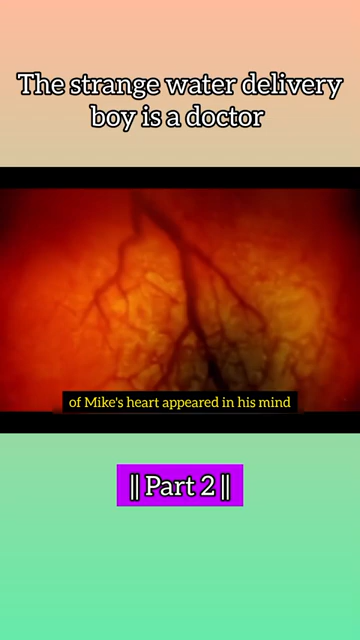 The strange water delivery
boy is a doctor
of Mike's heart appeared in his mind
|| Part 2 ||